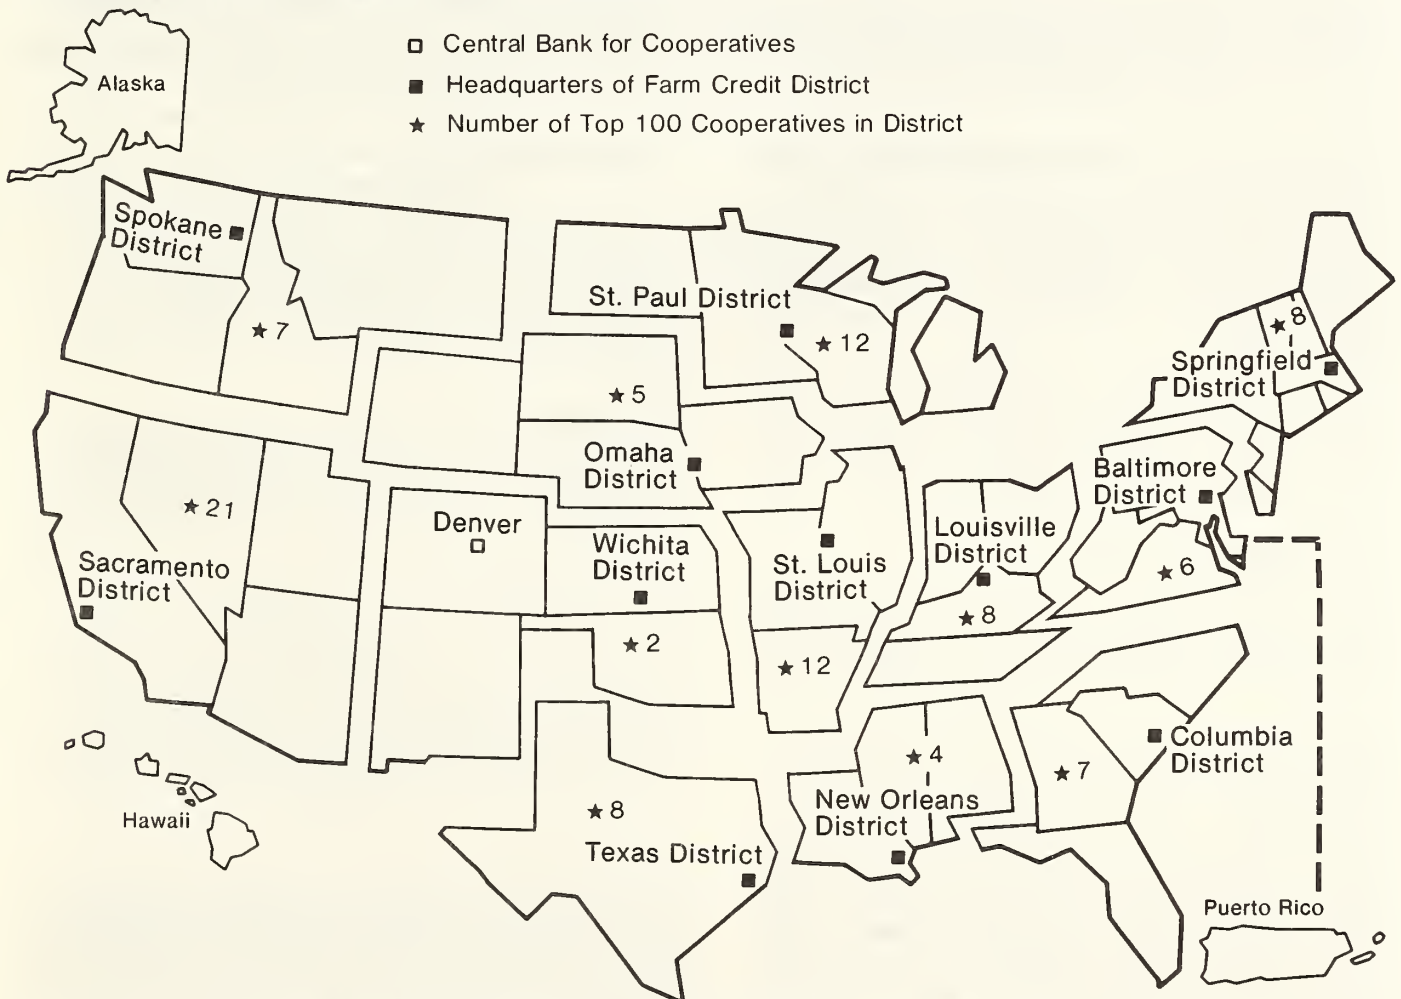 □ Central Bank for Cooperatives
■ Headquarters of Farm Credit District
★ Number of Top 100 Cooperatives in District
Alaska
Spokane
District
★ 7
St. Paul District
★ 12
★ 8
Springfield
District
★ 5
Omaha
District
Baltimore
District
★ 21
Sacramento
District
Denver
Wichita
District
★ 2
St. Louis
District
★ 12
Louisville
District
★ 8
★ 6
Columbia
District
★ 7
★ 4
New Orleans
District
★ 8
Texas District
Hawaii
Puerto Rico